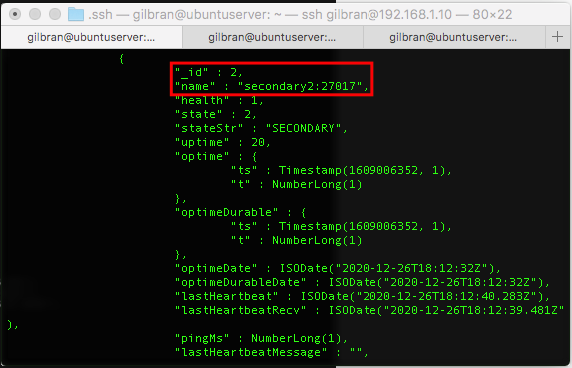 .ssh — gilbran@ubuntuserver: ~ — ssh gilbran@192.168.1.10 — 80×22
gilbran@ubuntuserver:... gilbran@ubuntuserver:... gilbran@ubuntuserver:... +
{
"_id" : 2,
"name" : "secondary2:27017",
"health" : 1,
"state" : 2,
"stateStr" : "SECONDARY",
"uptime" : 20,
"optime" : {
"ts" : Timestamp(1609006352, 1),
"t" : NumberLong(1)
},
"optimeDurable" : {
"ts" : Timestamp(1609006352, 1),
"t" : NumberLong(1)
},
"optimeDate" : ISODate("2020-12-26T18:12:32Z"),
"optimeDurableDate" : ISODate("2020-12-26T18:12:32Z"),
"lastHeartbeat" : ISODate("2020-12-26T18:12:40.283Z"),
"lastHeartbeatRecv" : ISODate("2020-12-26T18:12:39.481Z"
),
"pingMs" : NumberLong(1),
"lastHeartbeatMessage" : "",